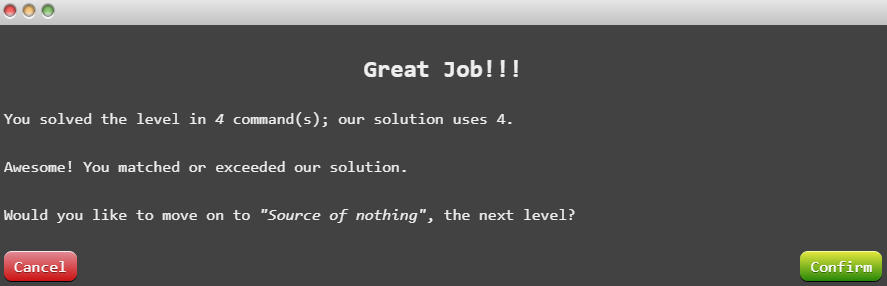 Great Job!!!
You solved the level in 4 command(s); our solution uses 4.
Awesome! You matched or exceeded our solution.
Would you like to move on to "Source of nothing", the next level?
Cancel
Confirm